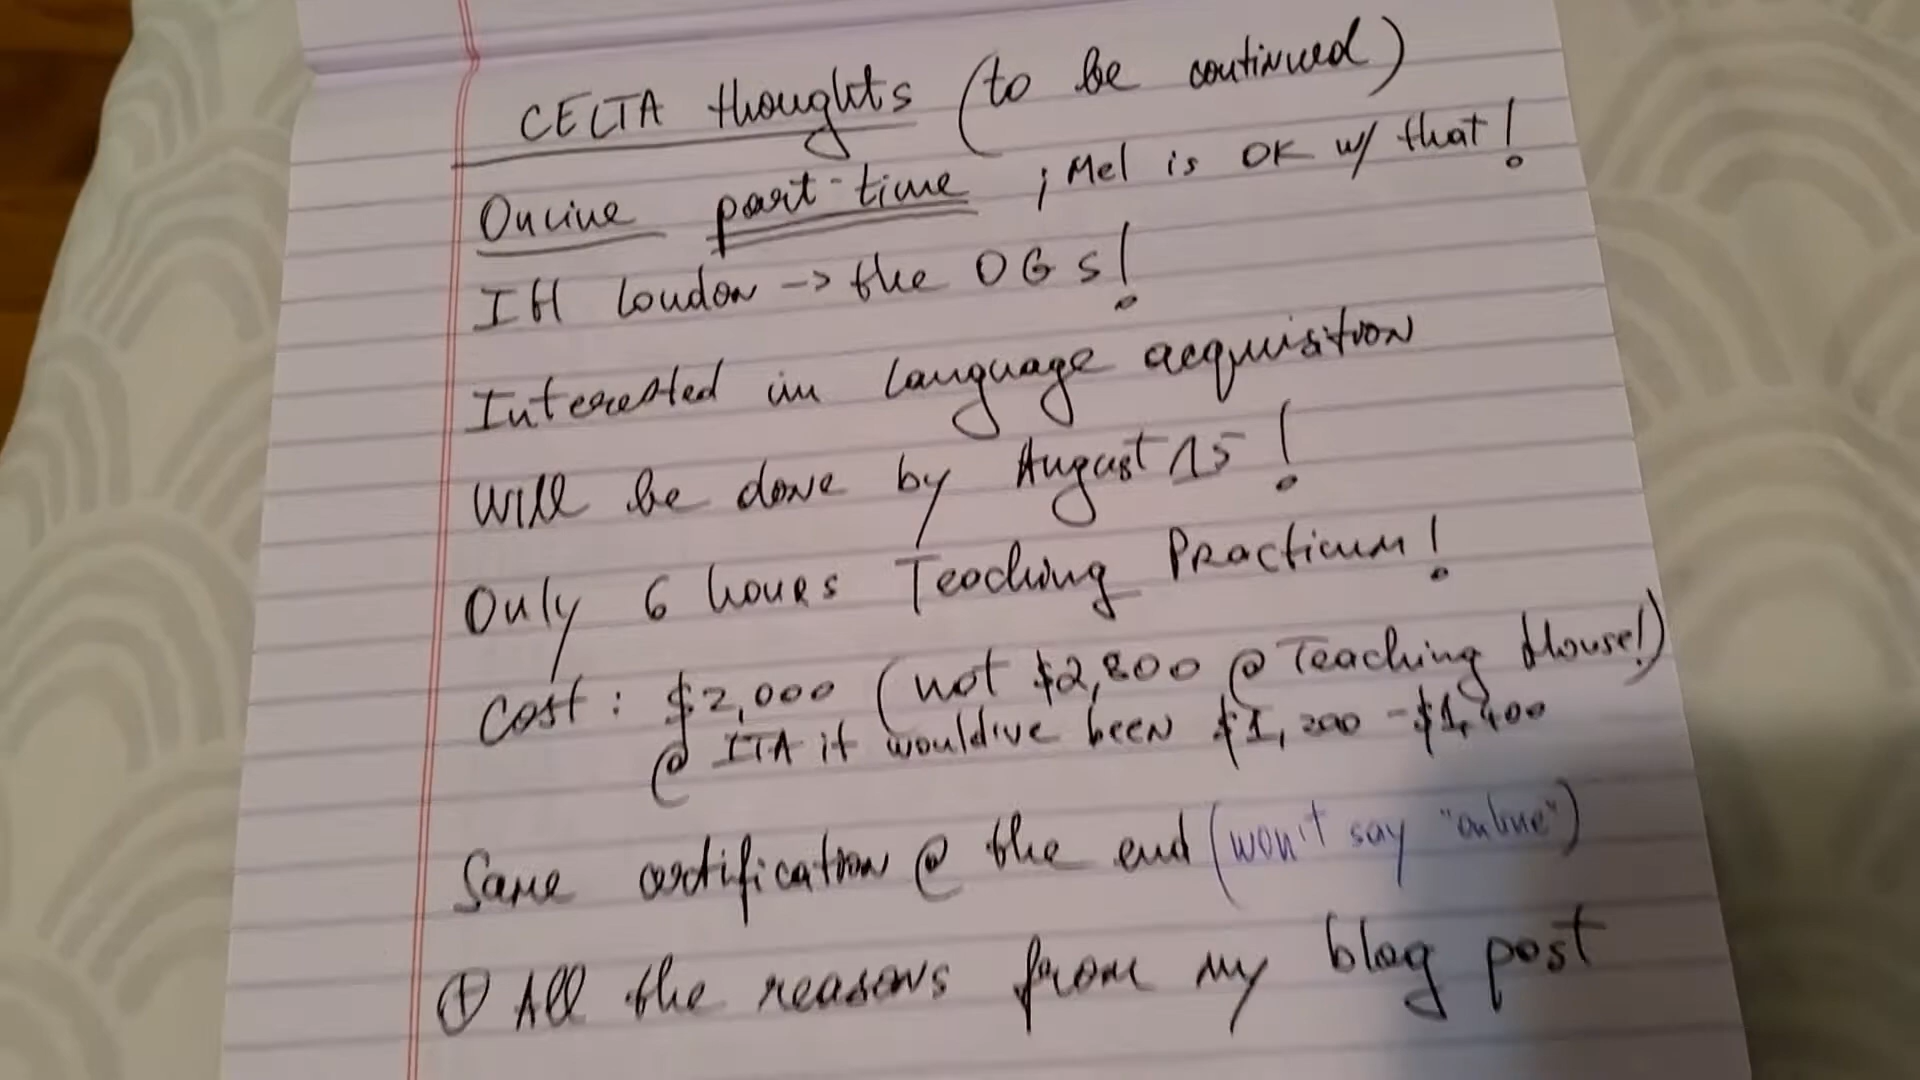 CELTA thoughts (to be continued)
Online part-time ; Mel is OK w/ that!
IH London -> the OG s!
Interested in language acquisition
Will be done by August 15!
Only 6 hours Teaching Practicum!
Cost: $2,000 (not $2,800 @ Teaching House!)
@ ITA it would've been $1,200 - $1,400
Same certification @ the end (won't say "online")
⊕ All the reasons from my blog post